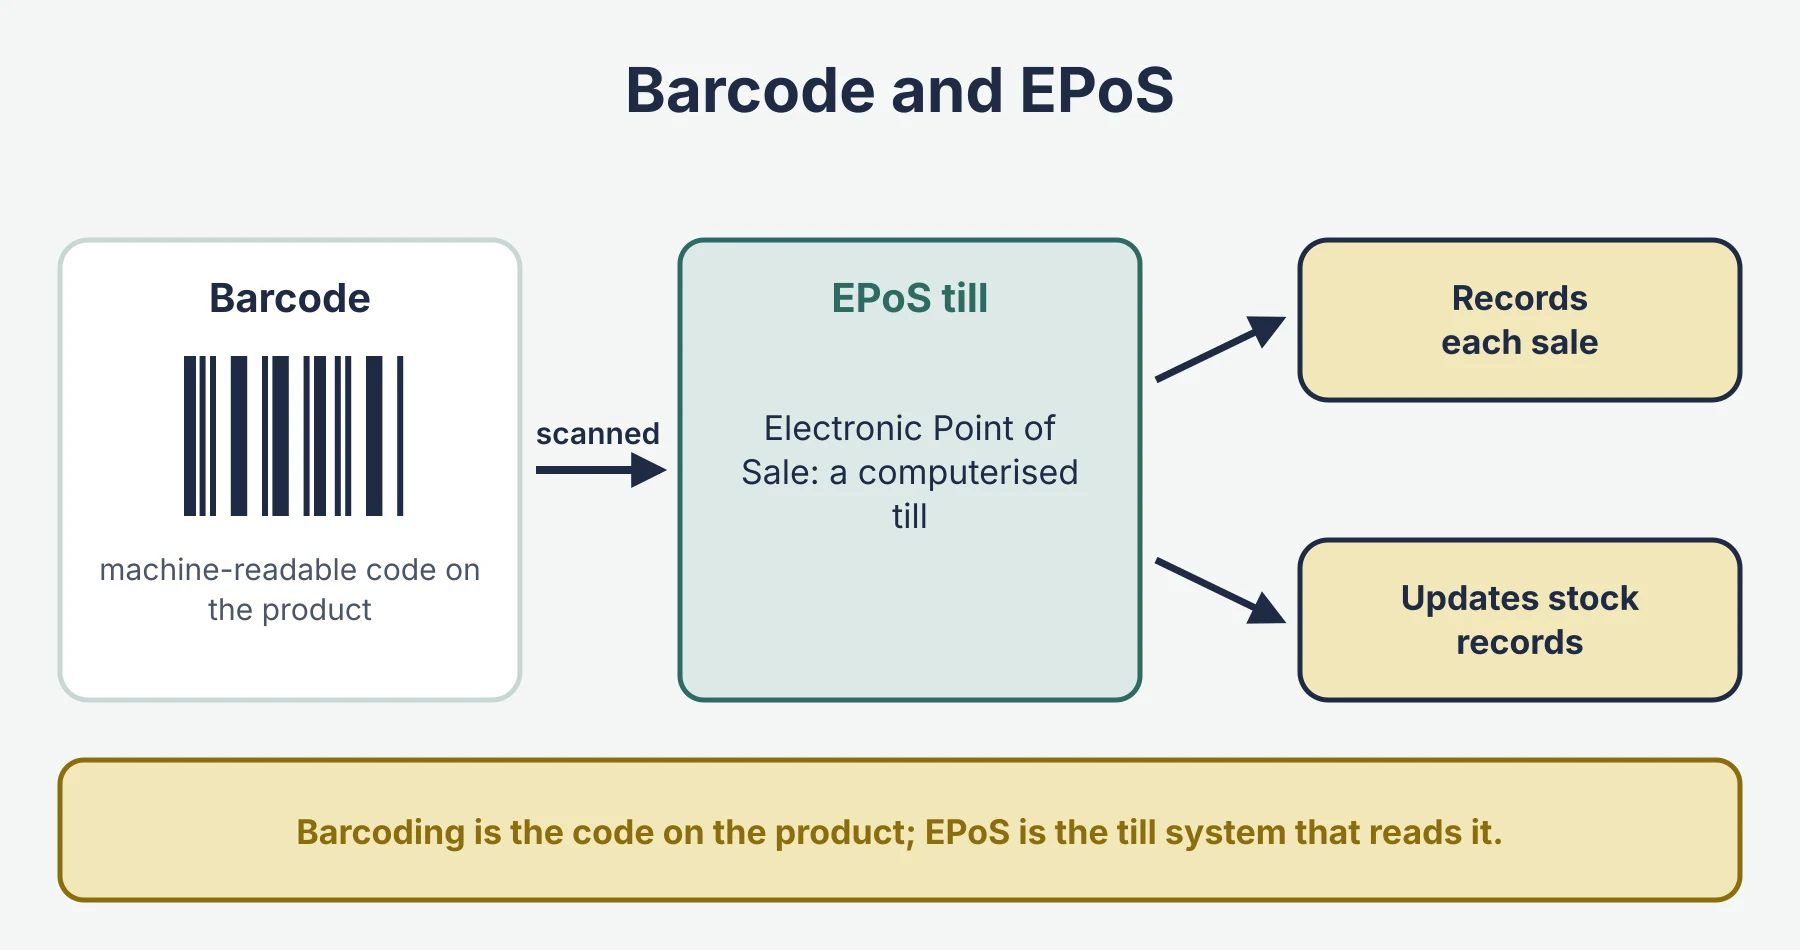 Barcode and EPoS
Barcode
machine-readable code on
the product
scanned
EPoS till
Electronic Point of
Sale: a computerised
till
Records
each sale
Updates stock
records
Barcoding is the code on the product; EPoS is the till system that reads it.